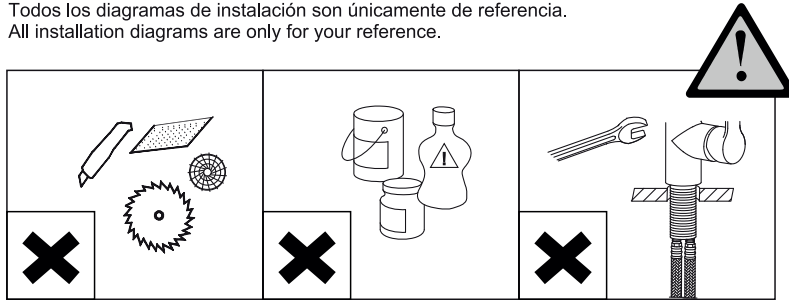 Todos los diagramas de instalación son únicamente de referencia.
All installation diagrams are only for your reference.